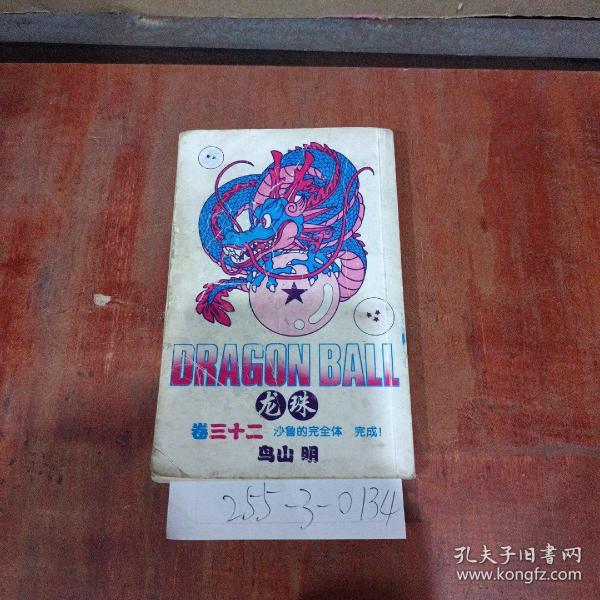 DRAGON BALL
龙珠
卷三十二 沙鲁的完全体 完成!
鸟山 明
255-3-0134
孔夫子旧書网
www.kongfz.com